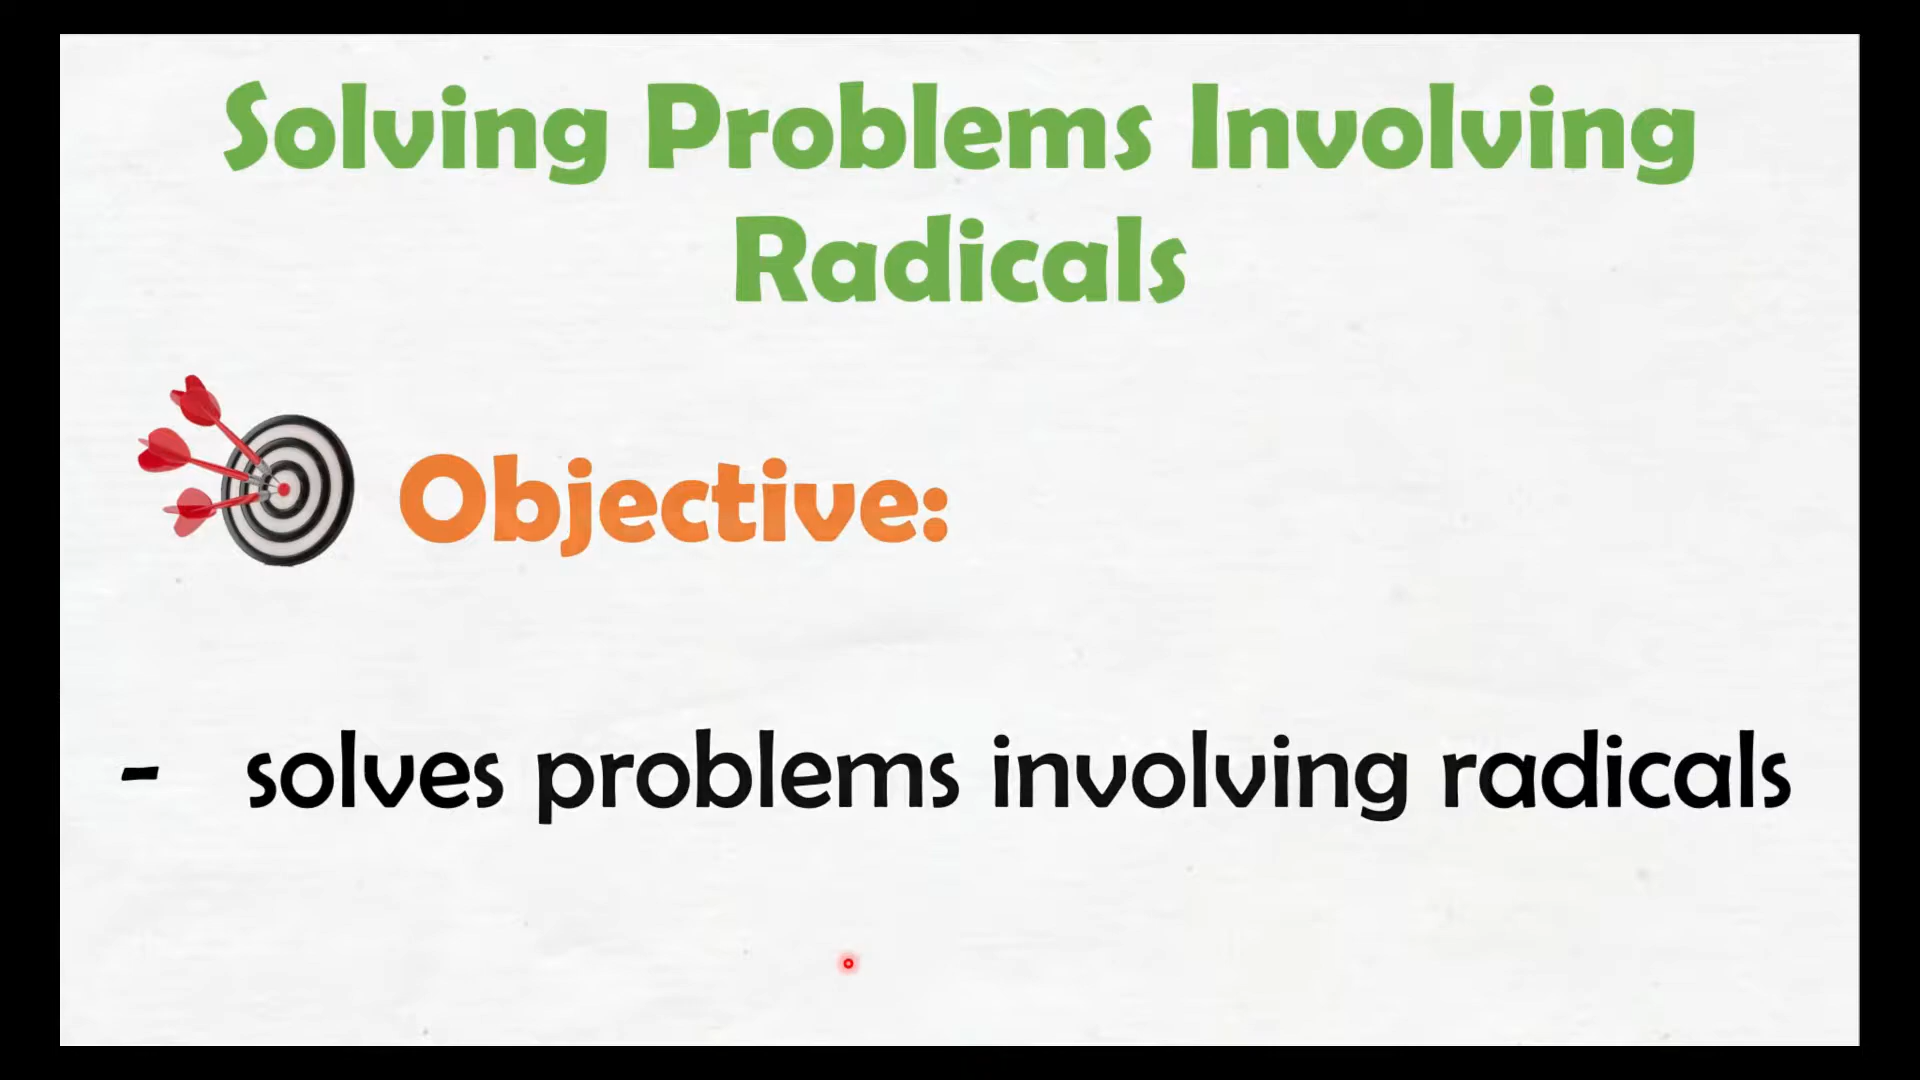 Solving Problems Involving
Radicals
Objective:
- solves problems involving radicals